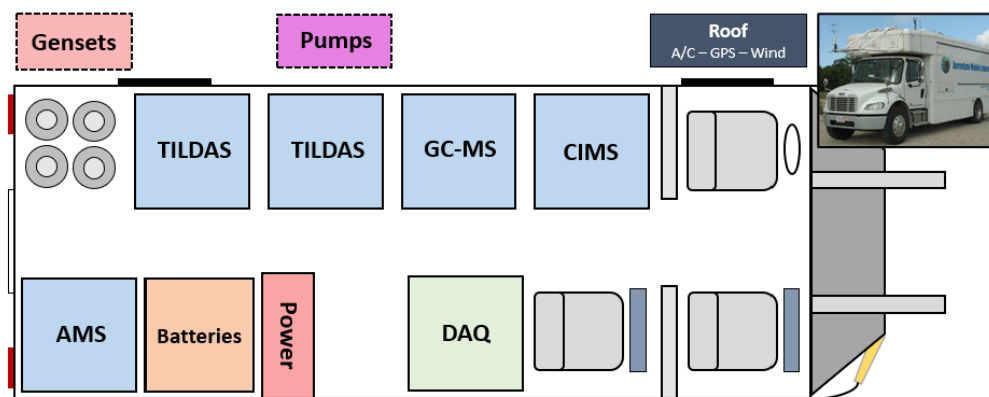 Gensets
Pumps
Roof
A/C – GPS – Wind
TILDAS
TILDAS
GC-MS
CIMS
AMS
Batteries
Power
DAQ